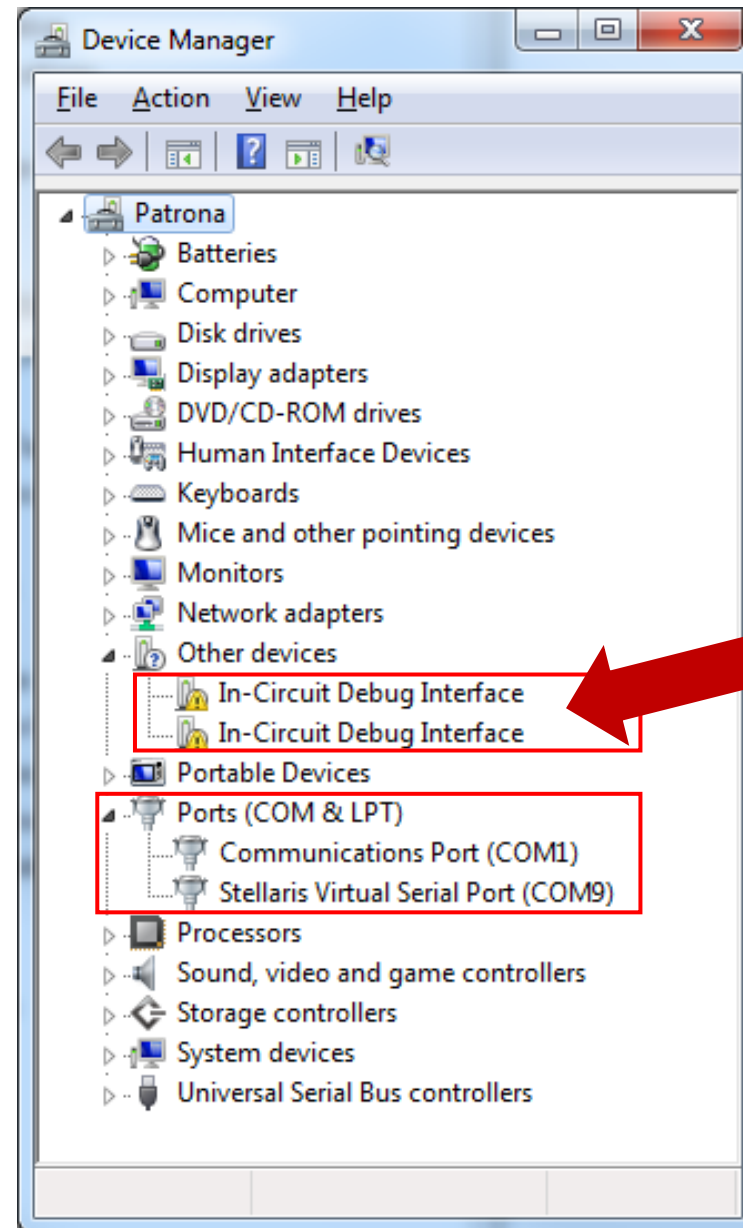 Device Manager
File Action View Help
Patrona
Batteries
Computer
Disk drives
Display adapters
DVD/CD-ROM drives
Human Interface Devices
Keyboards
Mice and other pointing devices
Monitors
Network adapters
Other devices
In-Circuit Debug Interface
In-Circuit Debug Interface
Portable Devices
Ports (COM & LPT)
Communications Port (COM1)
Stellaris Virtual Serial Port (COM9)
Processors
Sound, video and game controllers
Storage controllers
System devices
Universal Serial Bus controllers